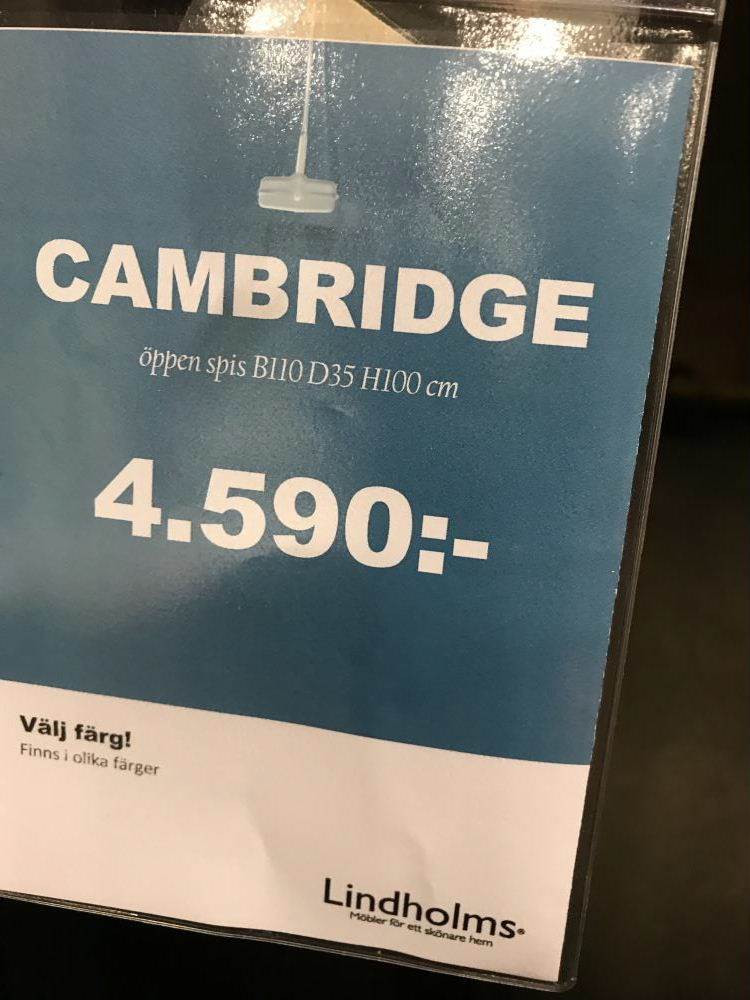 CAMBRIDGE
öppen spis B110 D35 H100 cm
4.590:-
Välj färg!
Finns i olika färger
Lindholms
Möbler för ett skönare hem